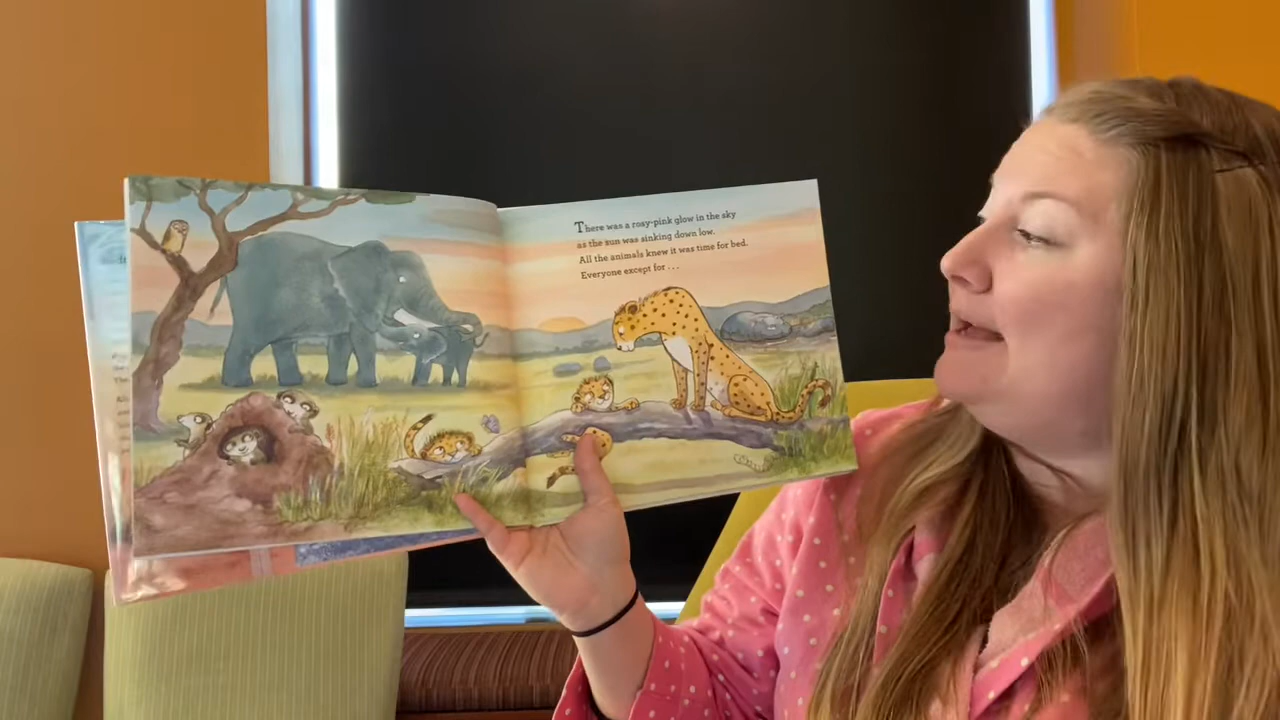 There was a rosy-pink glow in the sky
as the sun was sinking down low.
All the animals knew it was time for bed.
Everyone except for . . .